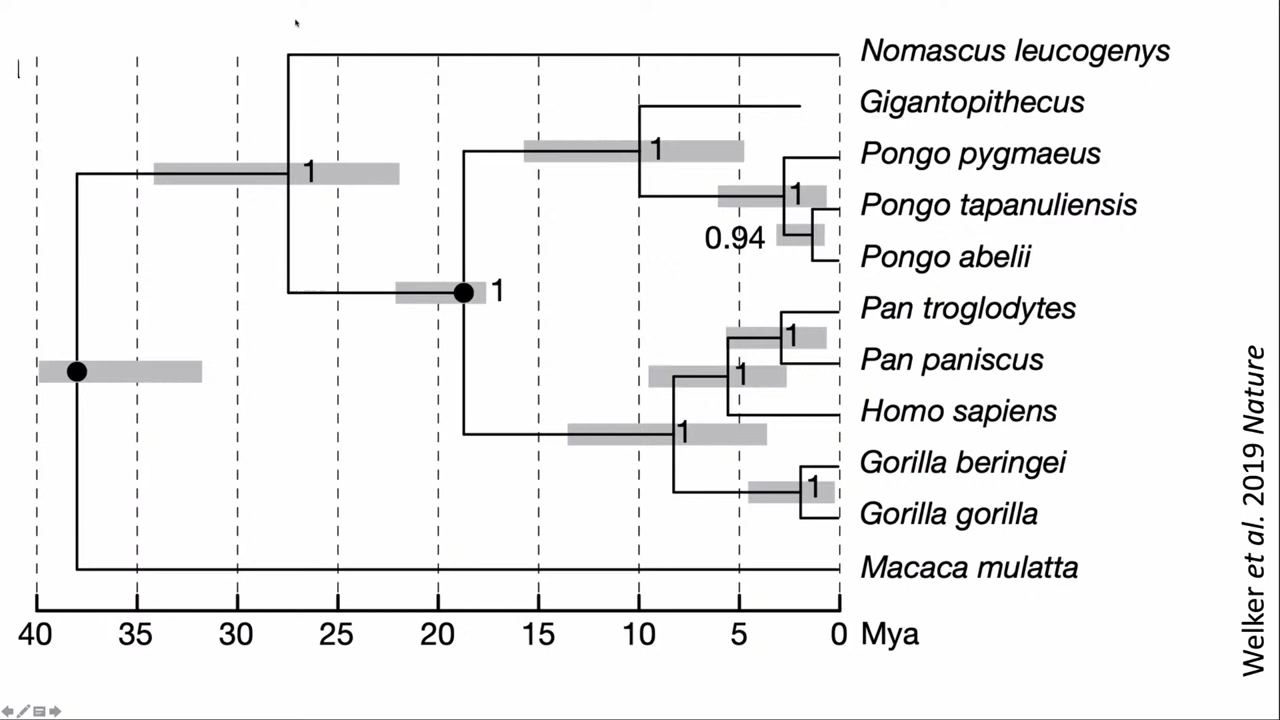 Nomascus leucogenys
Gigantopithecus
1
Pongo pygmaeus
1
1
Pongo tapanuliensis
0.94
Pongo abelii
1
Pan troglodytes
1
Pan paniscus
1
Homo sapiens
1
Gorilla beringei
1
Gorilla gorilla
Macaca mulatta
40 35 30 25 20 15 10 5 0 Mya
Welker et al. 2019 Nature